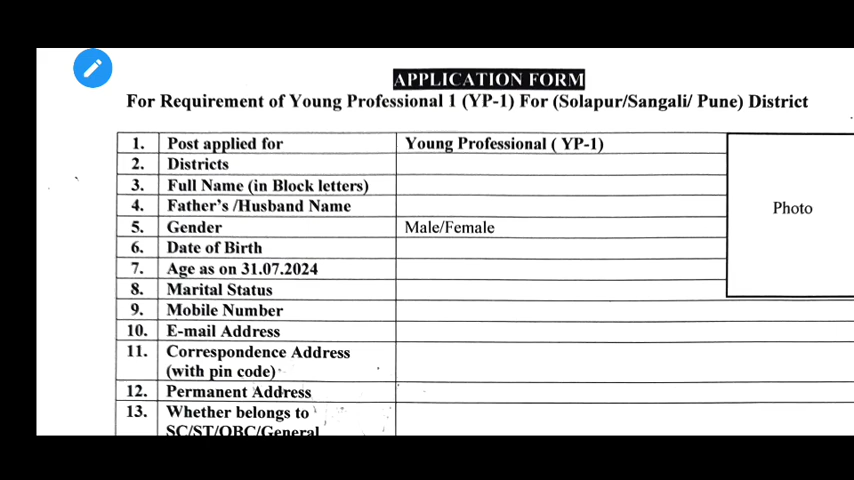 APPLICATION FORM
For Requirement of Young Professional 1 (YP-1) For (Solapur/Sangali/ Pune) District
1. Post applied for Young Professional ( YP-1)
2. Districts
3. Full Name (in Block letters)
4. Father's /Husband Name
Photo
5. Gender Male/Female
6. Date of Birth
7. Age as on 31.07.2024
8. Marital Status
9. Mobile Number
10. E-mail Address
11. Correspondence Address
(with pin code)
12. Permanent Address
13. Whether belongs to
SC/ST/OBC/General